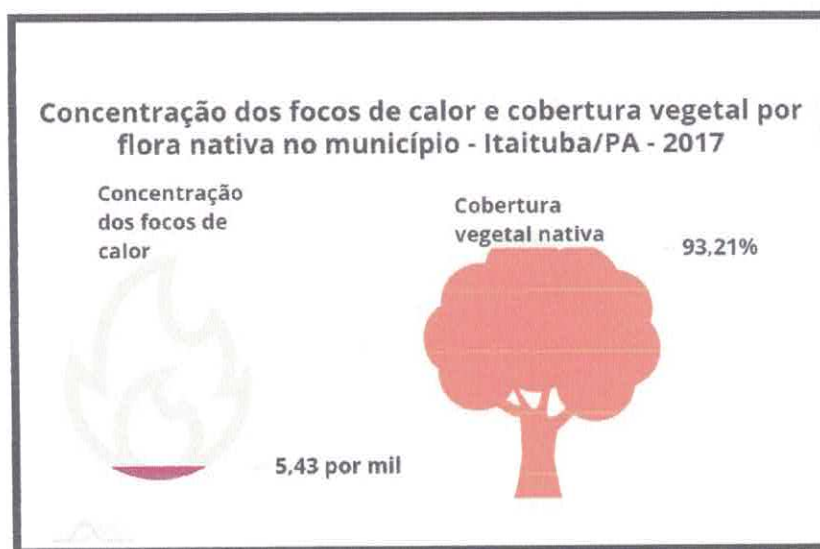 Concentração dos focos de calor e cobertura vegetal por
flora nativa no município - Itaituba/PA - 2017
Concentração
dos focos de
calor
5,43 por mil
Cobertura
vegetal nativa
93,21%